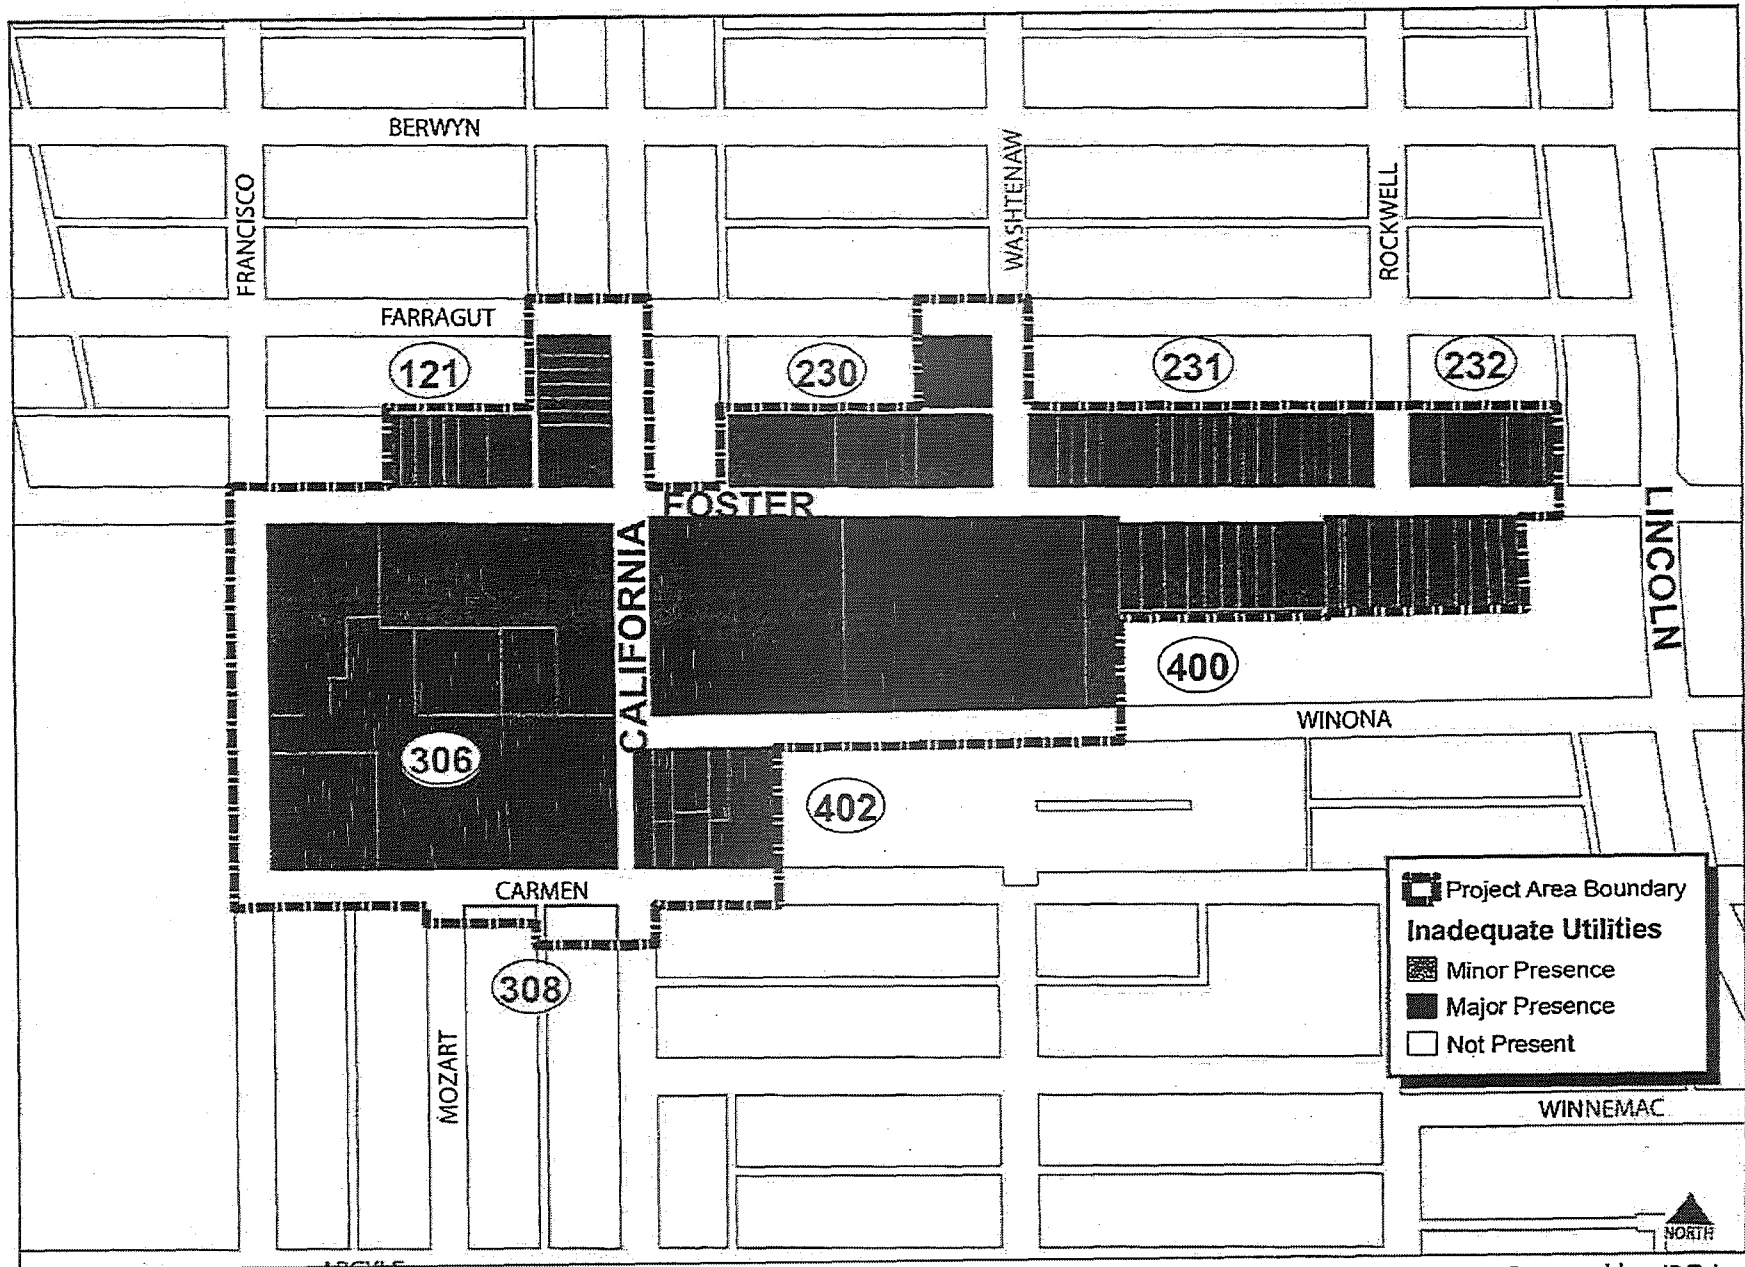 BERWYN
FRANCISCO
WASHTENAW
ROCKWELL
FARRAGUT
121
230
231
232
FOSTER
CALIFORNIA
LINCOLN
400
WINONA
306
402
CARMEN
308
MOZART
Project Area Boundary
Inadequate Utilities
Minor Presence
Major Presence
Not Present
WINNEMAC
NORTH